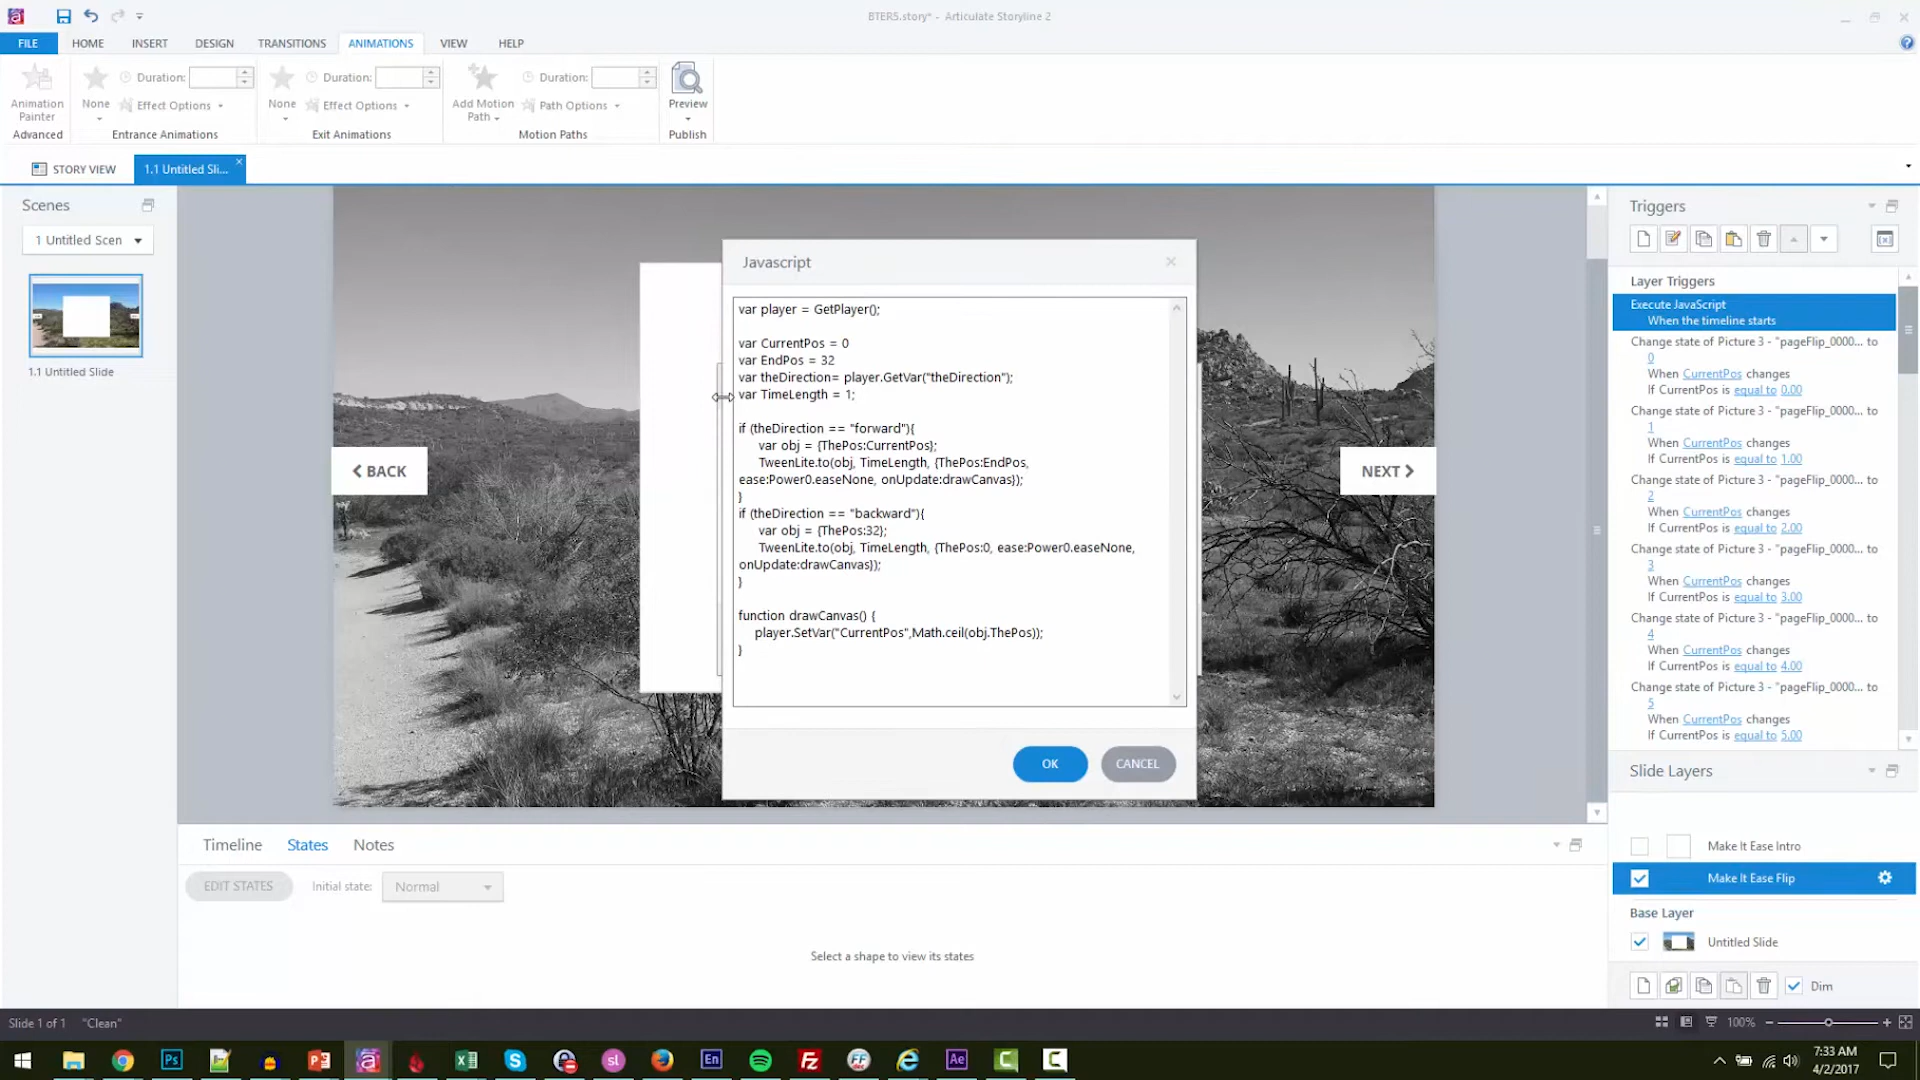 BTER5.story* - Articulate Storyline 2
FILE
HOME
INSERT
DESIGN
TRANSITIONS
ANIMATIONS
VIEW
HELP
Animation Painter
Advanced
None
Duration:
Effect Options
Entrance Animations
None
Duration:
Effect Options
Exit Animations
Add Motion Path
Duration:
Path Options
Motion Paths
Preview
Publish
STORY VIEW
1.1 Untitled Sli...
Scenes
1 Untitled Scen
1.1 Untitled Slide
BACK
NEXT
Javascript
var player = GetPlayer();
var CurrentPos = 0
var EndPos = 32
var theDirection= player.GetVar("theDirection");
var TimeLength = 1;
if (theDirection == "forward"){
var obj = {ThePos:CurrentPos};
TweenLite.to(obj, TimeLength, {ThePos:EndPos,
ease:Power0.easeNone, onUpdate:drawCanvas});
}
if (theDirection == "backward"){
var obj = {ThePos:32};
TweenLite.to(obj, TimeLength, {ThePos:0, ease:Power0.easeNone,
onUpdate:drawCanvas});
}
function drawCanvas() {
player.SetVar("CurrentPos",Math.ceil(obj.ThePos));
}
OK
CANCEL
Triggers
Layer Triggers
Execute JavaScript
When the timeline starts
Change state of Picture 3 - "pageFlip_0000... to
0
When CurrentPos changes
If CurrentPos is equal to 0.00
Change state of Picture 3 - "pageFlip_0000... to
1
When CurrentPos changes
If CurrentPos is equal to 1.00
Change state of Picture 3 - "pageFlip_0000... to
2
When CurrentPos changes
If CurrentPos is equal to 2.00
Change state of Picture 3 - "pageFlip_0000... to
3
When CurrentPos changes
If CurrentPos is equal to 3.00
Change state of Picture 3 - "pageFlip_0000... to
4
When CurrentPos changes
If CurrentPos is equal to 4.00
Change state of Picture 3 - "pageFlip_0000... to
5
When CurrentPos changes
If CurrentPos is equal to 5.00
Slide Layers
Make It Ease Intro
Make It Ease Flip
Base Layer
Untitled Slide
Dim
Timeline
States
Notes
EDIT STATES
Initial state:
Normal
Select a shape to view its states
Slide 1 of 1
"Clean"
100%
Ps
sl
En
Fz
Ae
7:33 AM
4/2/2017